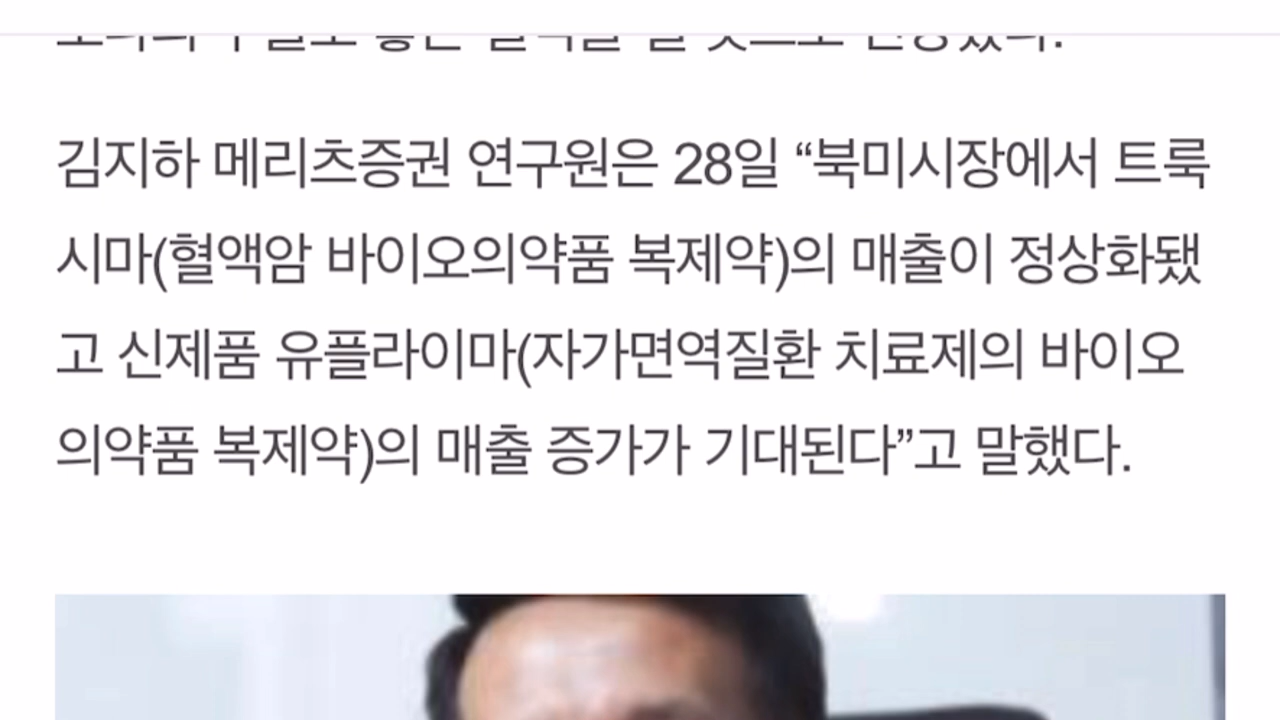 김지하 메리츠증권 연구원은 28일 “북미시장에서 트룩
시마(혈액암 바이오의약품 복제약)의 매출이 정상화됐
고 신제품 유플라이마(자가면역질환 치료제의 바이오
의약품 복제약)의 매출 증가가 기대된다”고 말했다.